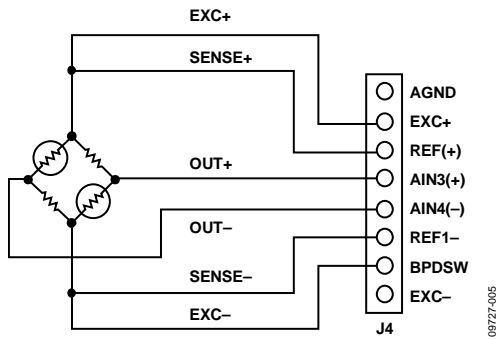 EXC+
SENSE+
OUT+
OUT–
SENSE–
EXC–
AGND
EXC+
REF(+)
AIN3(+)
AIN4(–)
REF1–
BPDSW
EXC–
J4
09727-005